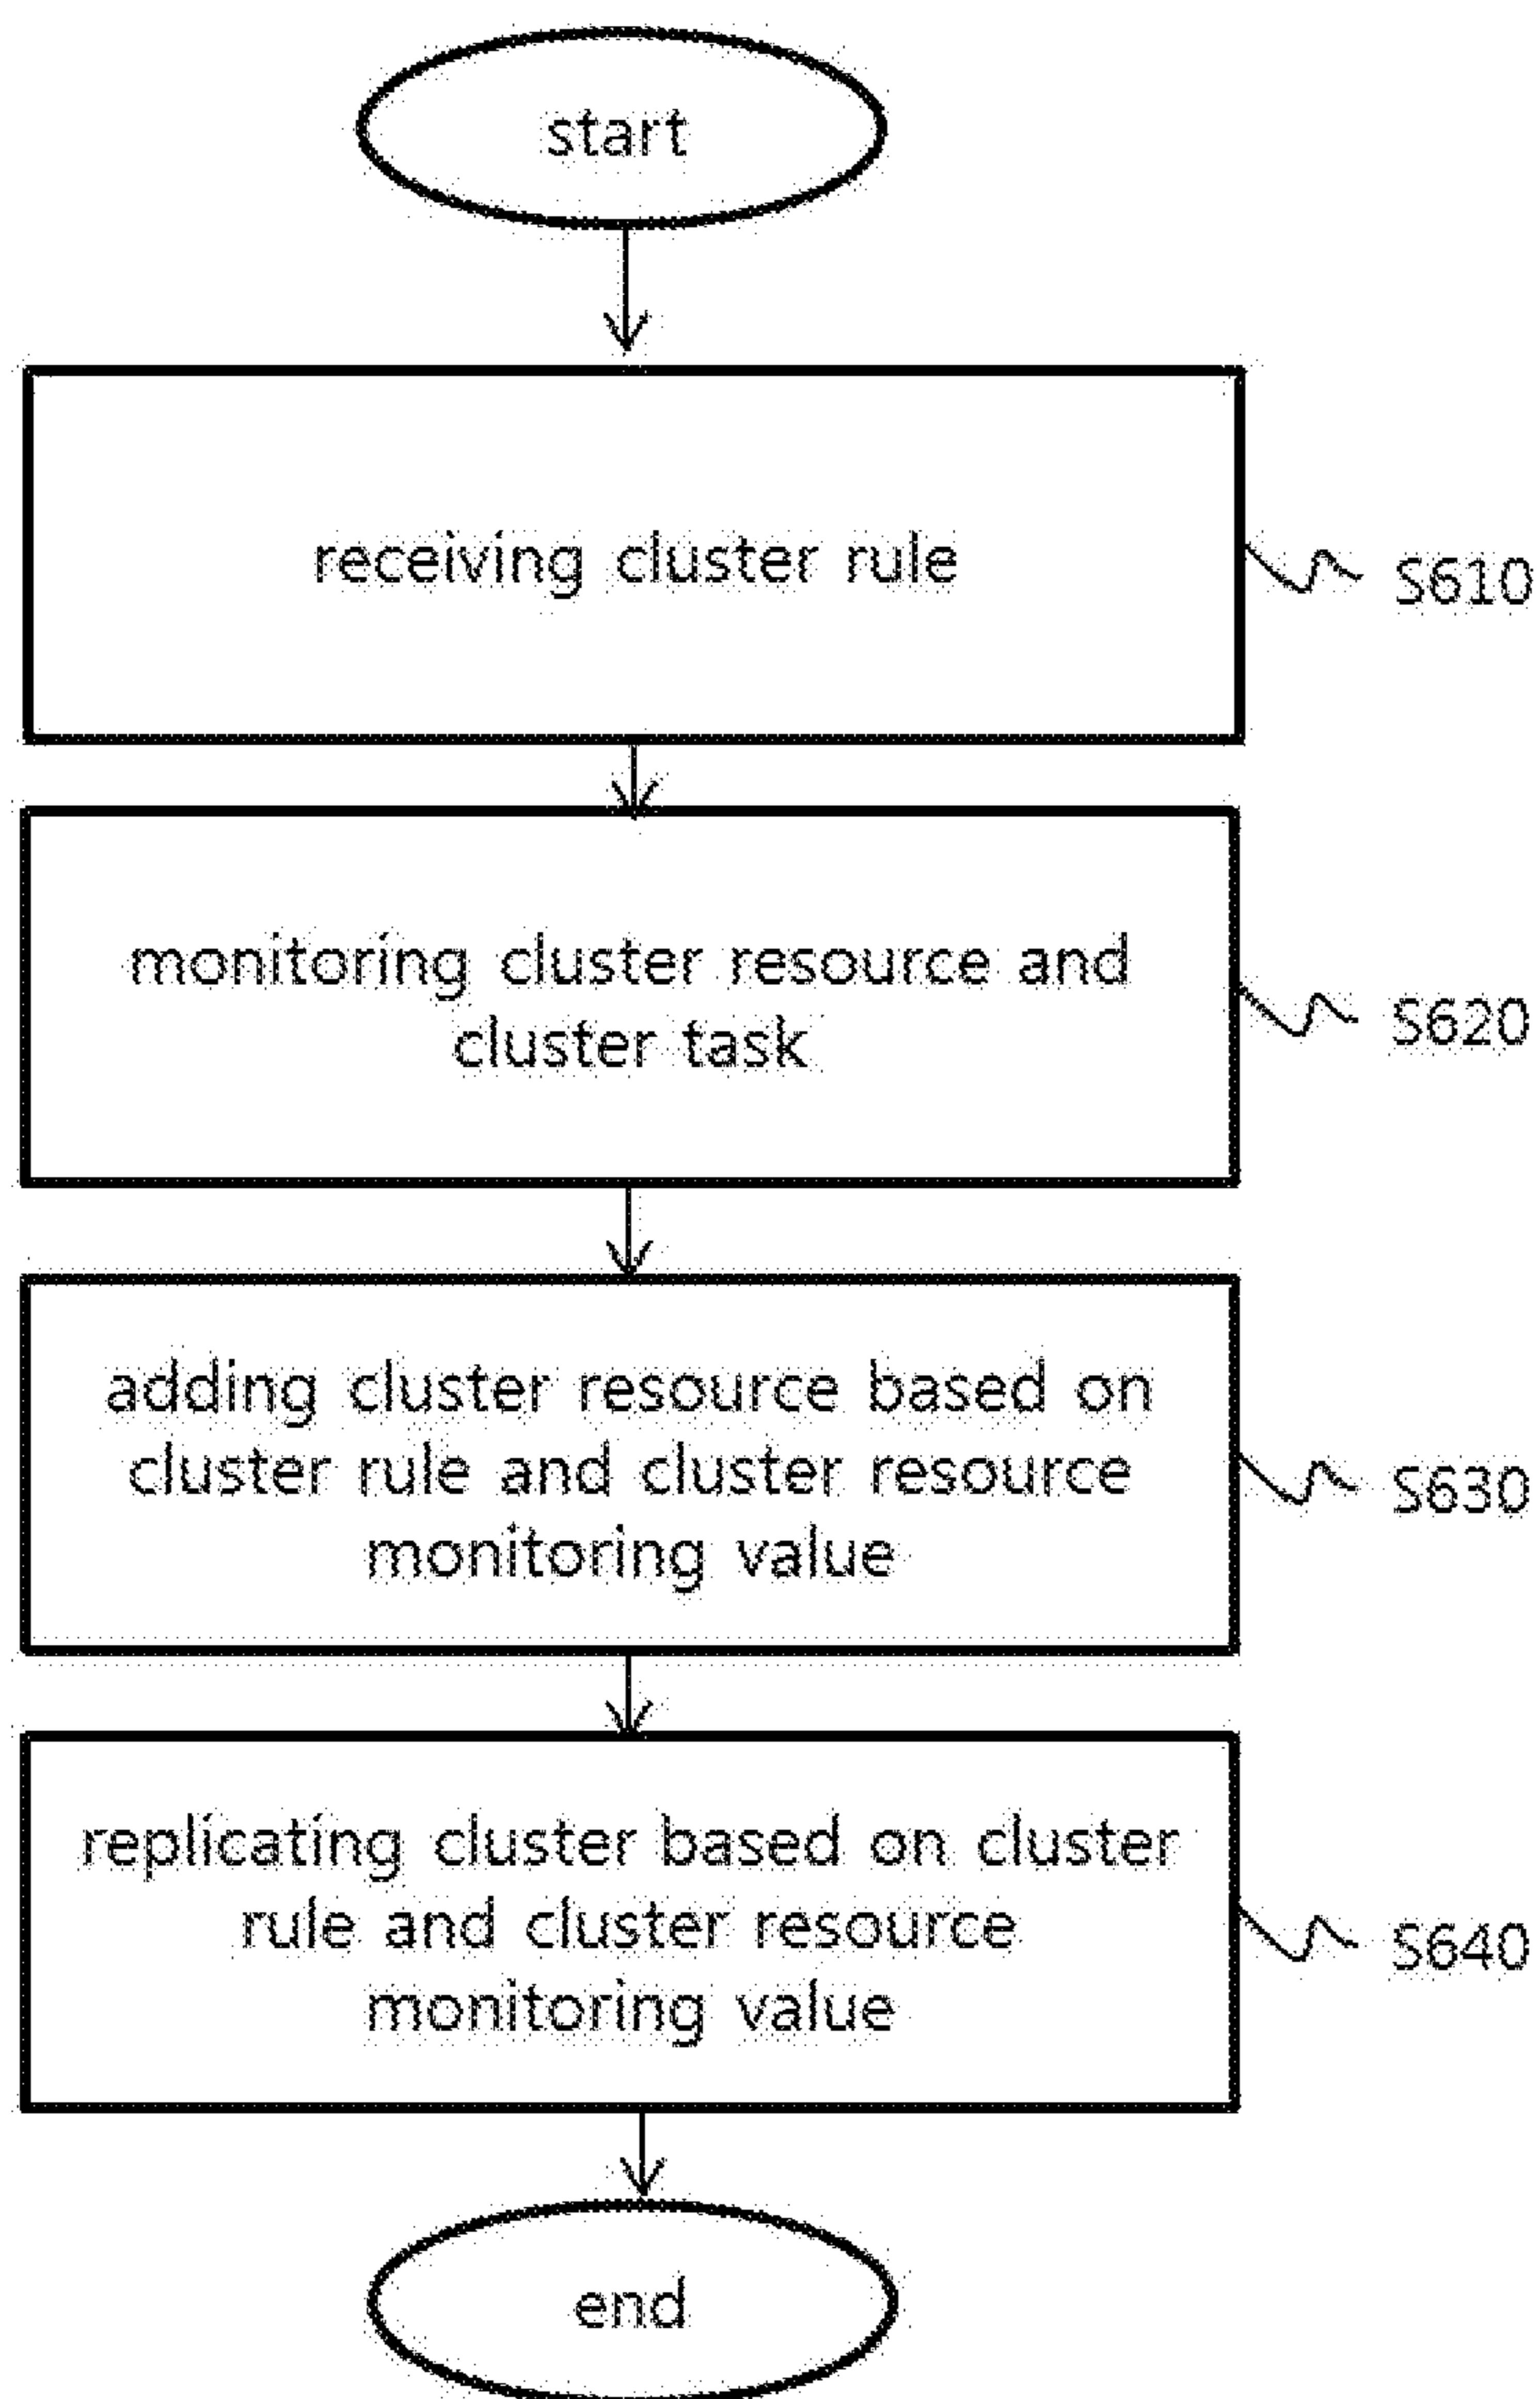 start
receiving cluster rule
S610
monitoring cluster resource and
cluster task
S620
adding cluster resource based on
cluster rule and cluster resource
monitoring value
S630
replicating cluster based on cluster
rule and cluster resource
monitoring value
S640
end